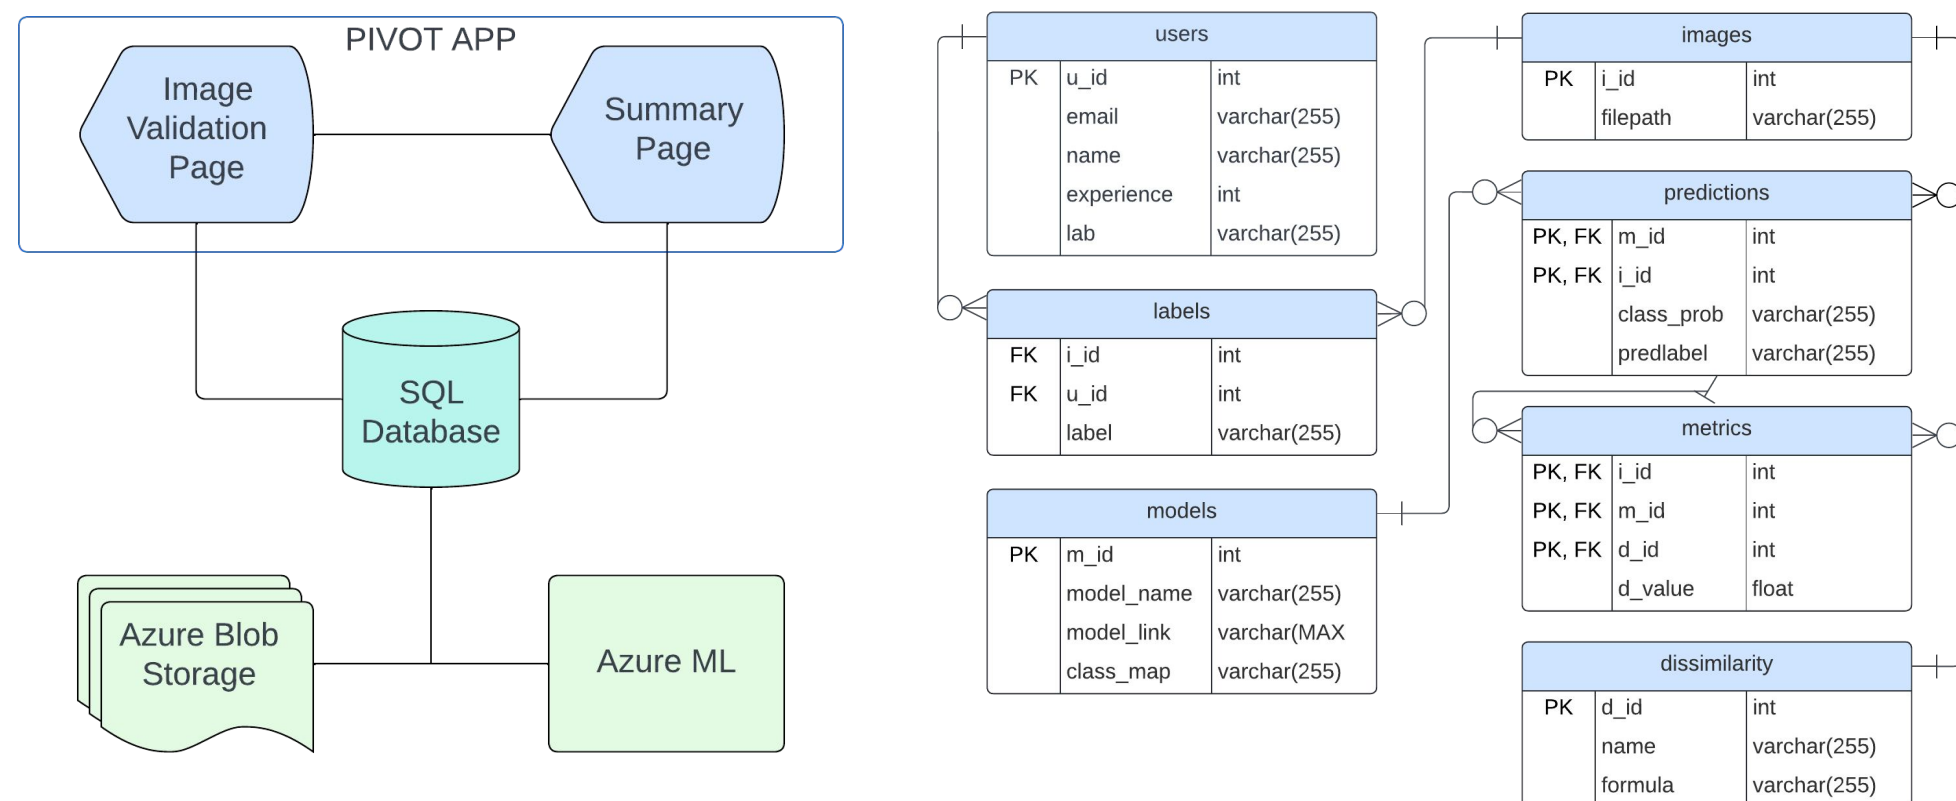 PIVOT APP
Image
Validation
Page
Summary
Page
SQL
Database
Azure Blob
Storage
Azure ML
users
PK u_id int
email varchar(255)
name varchar(255)
experience int
lab varchar(255)
labels
FK i_id int
FK u_id int
label varchar(255)
models
PK m_id int
model_name varchar(255)
model_link varchar(MAX
class_map varchar(255)
images
PK i_id int
filepath varchar(255)
predictions
PK, FK m_id int
PK, FK i_id int
class_prob varchar(255)
predlabel varchar(255)
metrics
PK, FK i_id int
PK, FK m_id int
PK, FK d_id int
d_value float
dissimilarity
PK d_id int
name varchar(255)
formula varchar(255)